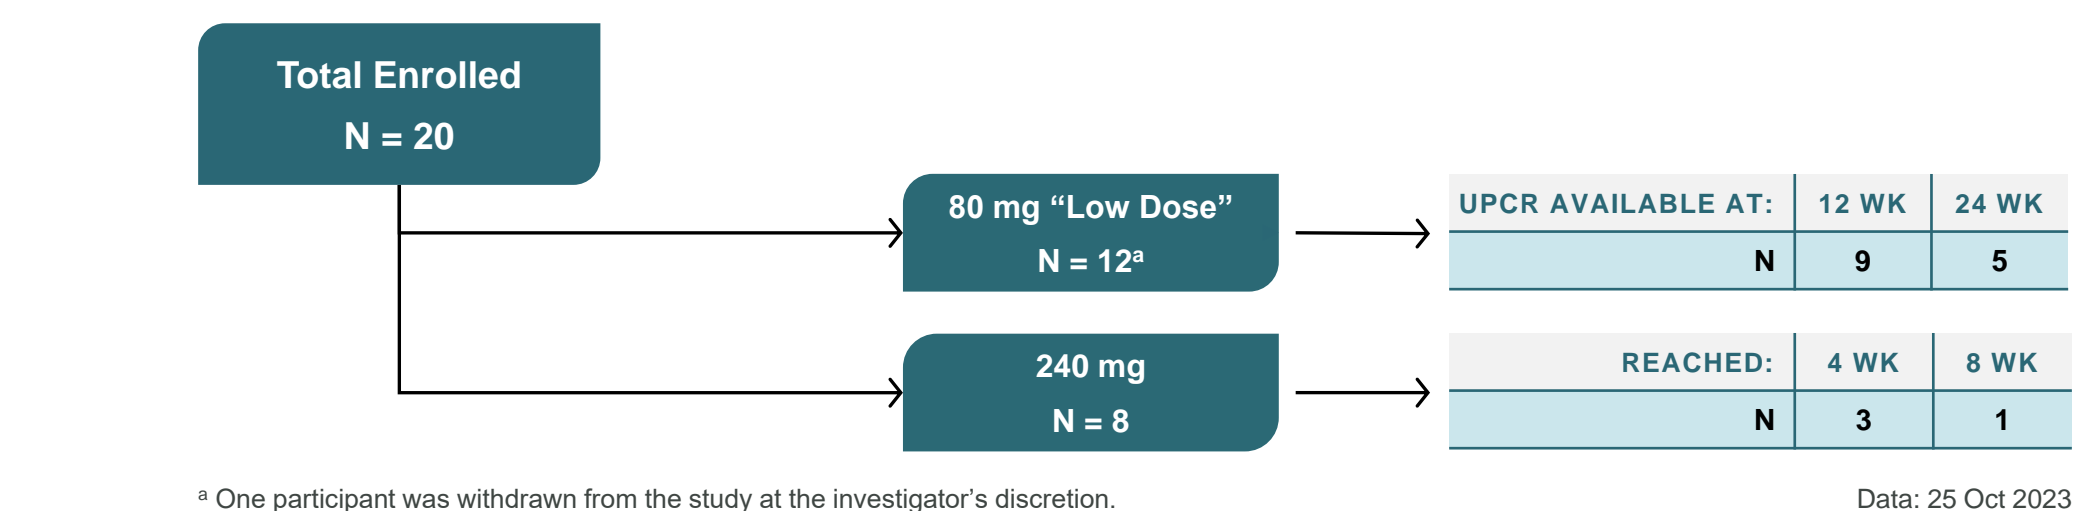 Total Enrolled
N = 20
80 mg “Low Dose”
N = 12ᵃ
UPCR AVAILABLE AT: 12 WK 24 WK
N 9 5
240 mg
N = 8
REACHED: 4 WK 8 WK
N 3 1
ᵃ One participant was withdrawn from the study at the investigator’s discretion.
Data: 25 Oct 2023